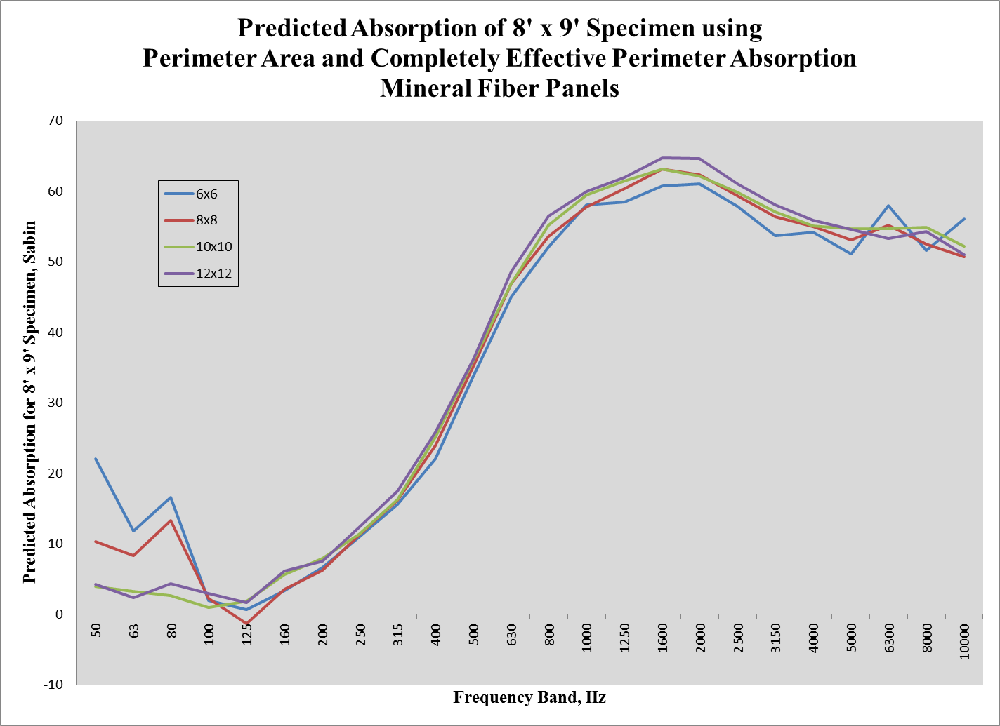 Predicted Absorption of 8' x 9' Specimen using
Perimeter Area and Completely Effective Perimeter Absorption
Mineral Fiber Panels
Predicted Absorption for 8' x 9' Specimen, Sabin
70
60
50
40
30
20
10
0
-10
6x6
8x8
10x10
12x12
50 63 80 100 125 160 200 250 315 400 500 630 800 1000 1250 1600 2000 2500 3150 4000 5000 6300 8000 10000
Frequency Band, Hz